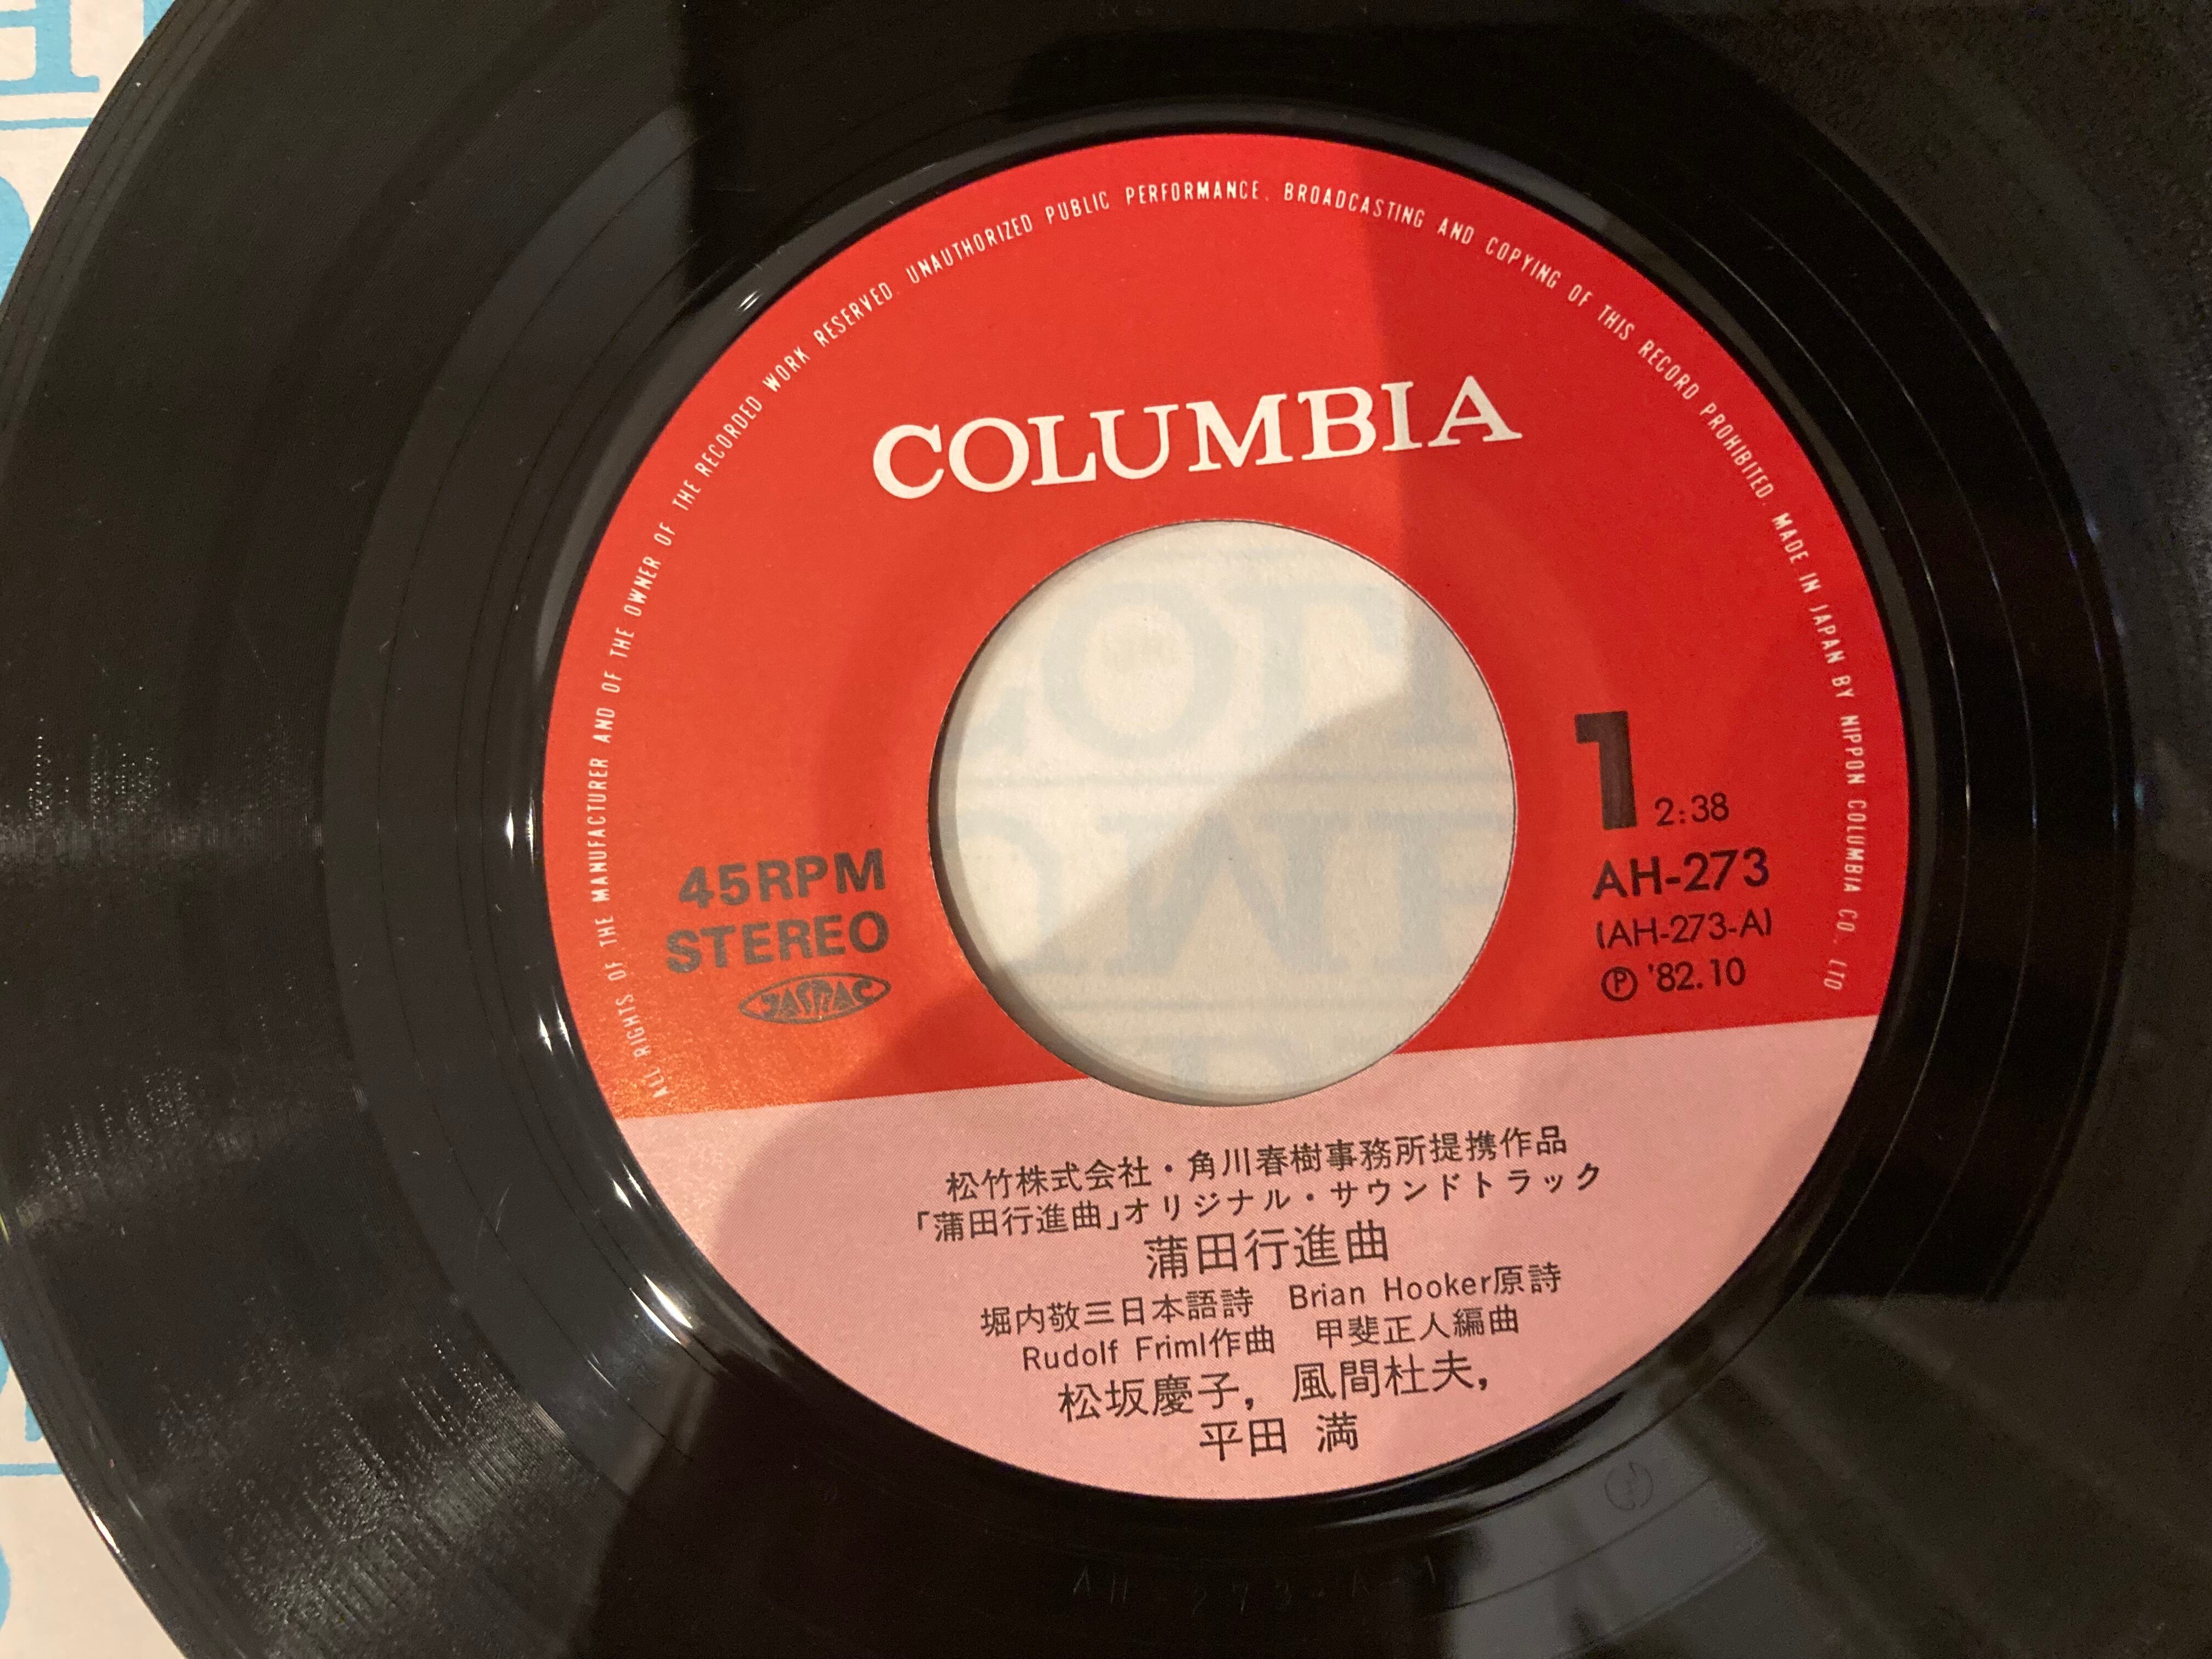 ALL RIGHTS OF THE MANUFACTURER AND OF THE OWNER OF THE RECORDED WORK RESERVED. UNAUTHORIZED PUBLIC PERFORMANCE, BROADCASTING AND COPYING OF THIS RECORD PROHIBITED. MADE IN JAPAN BY NIPPON COLUMBIA CO., LTD
COLUMBIA
45RPM
STEREO
JASRAC
1 2:38
AH-273
(AH-273-A)
Ⓟ '82.10
松竹株式会社・角川春樹事務所提携作品
「蒲田行進曲」オリジナル・サウンドトラック
蒲田行進曲
堀内敬三日本語詩 Brian Hooker原詩
Rudolf Friml作曲 甲斐正人編曲
松坂慶子, 風間杜夫,
平田 満